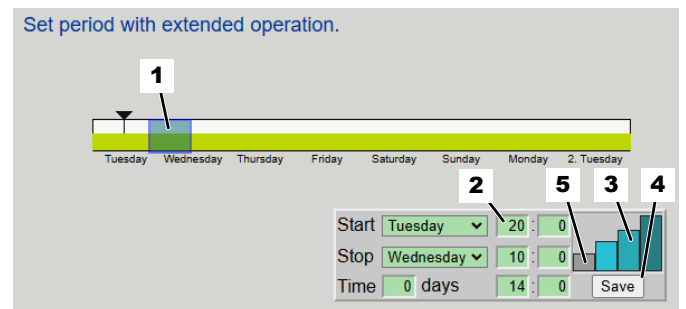 Set period with extended operation.
1
Tuesday Wednesday Thursday Friday Saturday Sunday Monday 2. Tuesday
2 5 3 4
Start Tuesday 20 : 0
Stop Wednesday 10 : 0
Time 0 days 14 : 0 Save